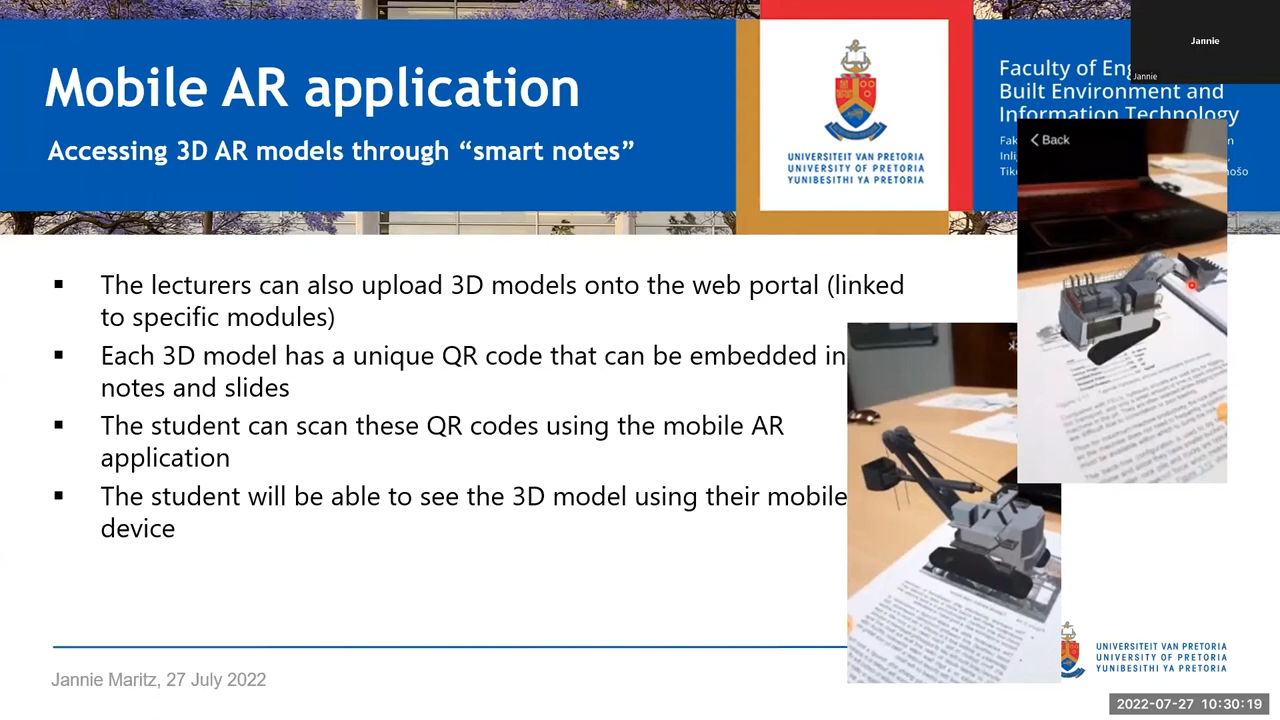 Mobile AR application
Accessing 3D AR models through “smart notes”
UNIVERSITEIT VAN PRETORIA
UNIVERSITY OF PRETORIA
YUNIBESITHI YA PRETORIA
Faculty of Eng
Built Environment and
Information Technology
Jannie
Jannie
Back
▪ The lecturers can also upload 3D models onto the web portal (linked
to specific modules)
▪ Each 3D model has a unique QR code that can be embedded in
notes and slides
▪ The student can scan these QR codes using the mobile AR
application
▪ The student will be able to see the 3D model using their mobile
device
Jannie Maritz, 27 July 2022
UNIVERSITEIT VAN PRETORIA
UNIVERSITY OF PRETORIA
YUNIBESITHI YA PRETORIA
2022-07-27 10:30:19